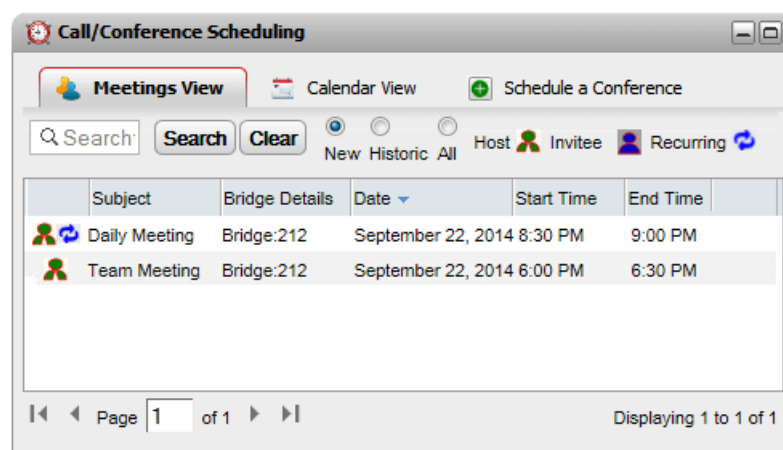 Call/Conference Scheduling
Meetings View Calendar View Schedule a Conference
Search Search Clear New Historic All Host Invitee Recurring
Subject Bridge Details Date Start Time End Time
Daily Meeting Bridge:212 September 22, 2014 8:30 PM 9:00 PM
Team Meeting Bridge:212 September 22, 2014 6:00 PM 6:30 PM
Page 1 of 1 Displaying 1 to 1 of 1